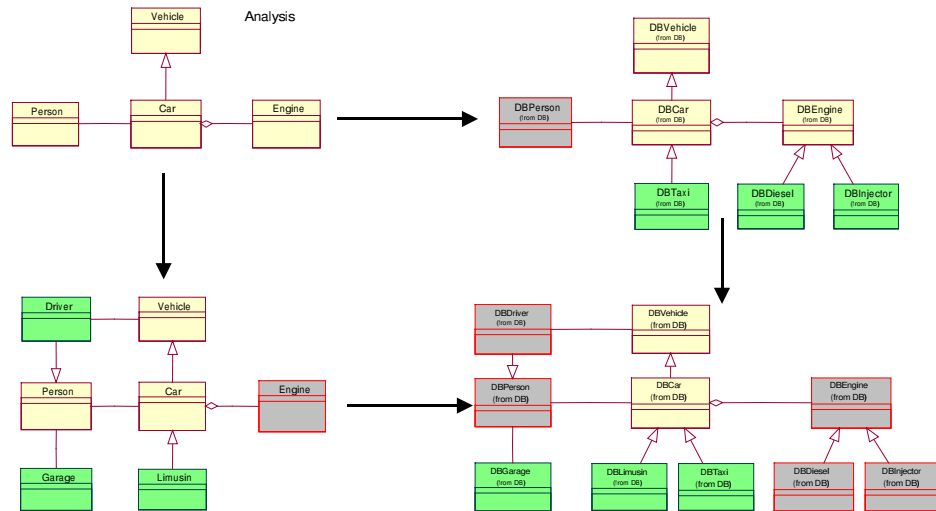 Analysis
Vehicle
Person
Car
Engine
DBVehicle
(from DB)
DBPerson
(from DB)
DBCar
(from DB)
DBEngine
(from DB)
DBTaxi
(from DB)
DBDiesel
(from DB)
DBInjector
(from DB)
Driver
Vehicle
Person
Car
Engine
Garage
Limusin
DBDriver
(from DB)
DBVehicle
(from DB)
DBPerson
(from DB)
DBCar
(from DB)
DBEngine
(from DB)
DBGarage
(from DB)
DBLimusin
(from DB)
DBTaxi
(from DB)
DBDiesel
(from DB)
DBInjector
(from DB)